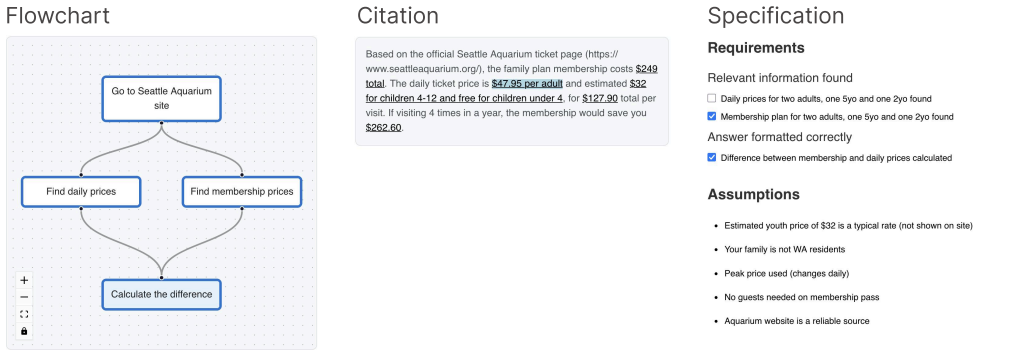 Flowchart
Go to Seattle Aquarium
site
Find daily prices
Find membership prices
Calculate the difference
Citation
Based on the official Seattle Aquarium ticket page (https://
www.seattleaquarium.org/), the family plan membership costs $249
total. The daily ticket price is $47.95 per adult and estimated $32
for children 4-12 and free for children under 4, for $127.90 total per
visit. If visiting 4 times in a year, the membership would save you
$262.60.
Specification
Requirements
Relevant information found
Daily prices for two adults, one 5yo and one 2yo found
Membership plan for two adults, one 5yo and one 2yo found
Answer formatted correctly
Difference between membership and daily prices calculated
Assumptions
• Estimated youth price of $32 is a typical rate (not shown on site)
• Your family is not WA residents
• Peak price used (changes daily)
• No guests needed on membership pass
• Aquarium website is a reliable source